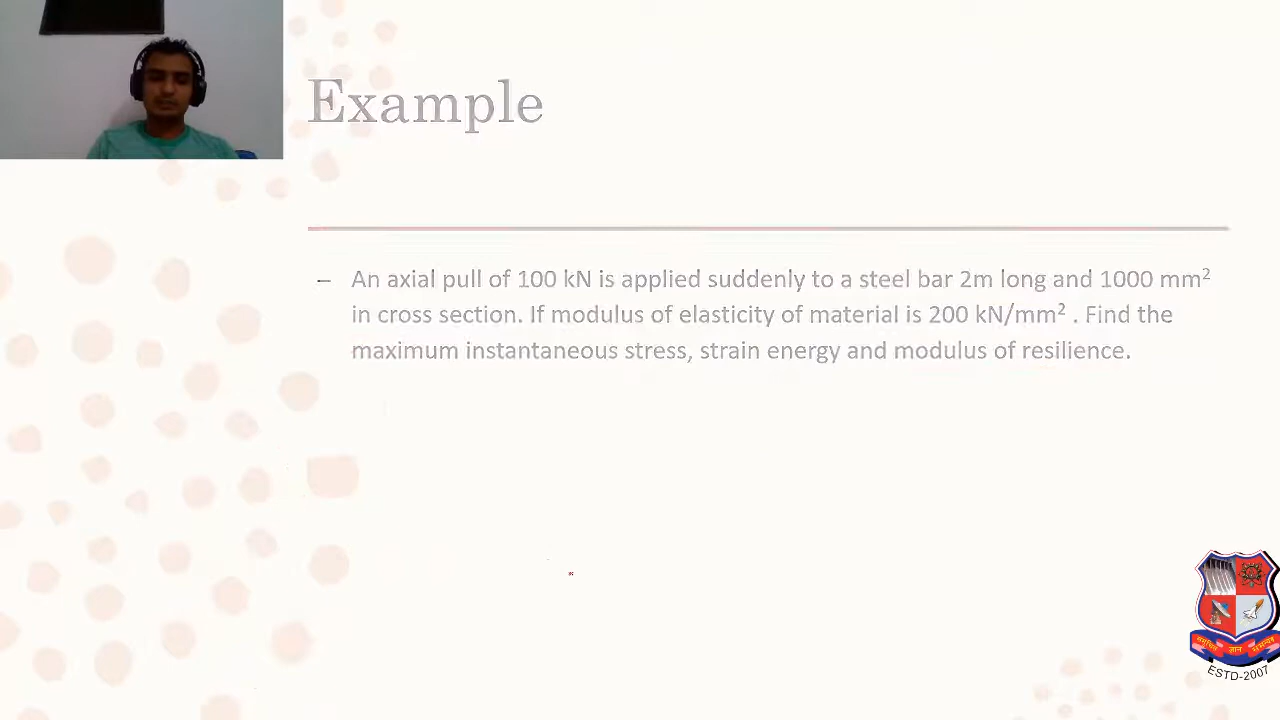 Example
– An axial pull of 100 kN is applied suddenly to a steel bar 2m long and 1000 mm²
in cross section. If modulus of elasticity of material is 200 kN/mm² . Find the
maximum instantaneous stress, strain energy and modulus of resilience.
ESTD-2007